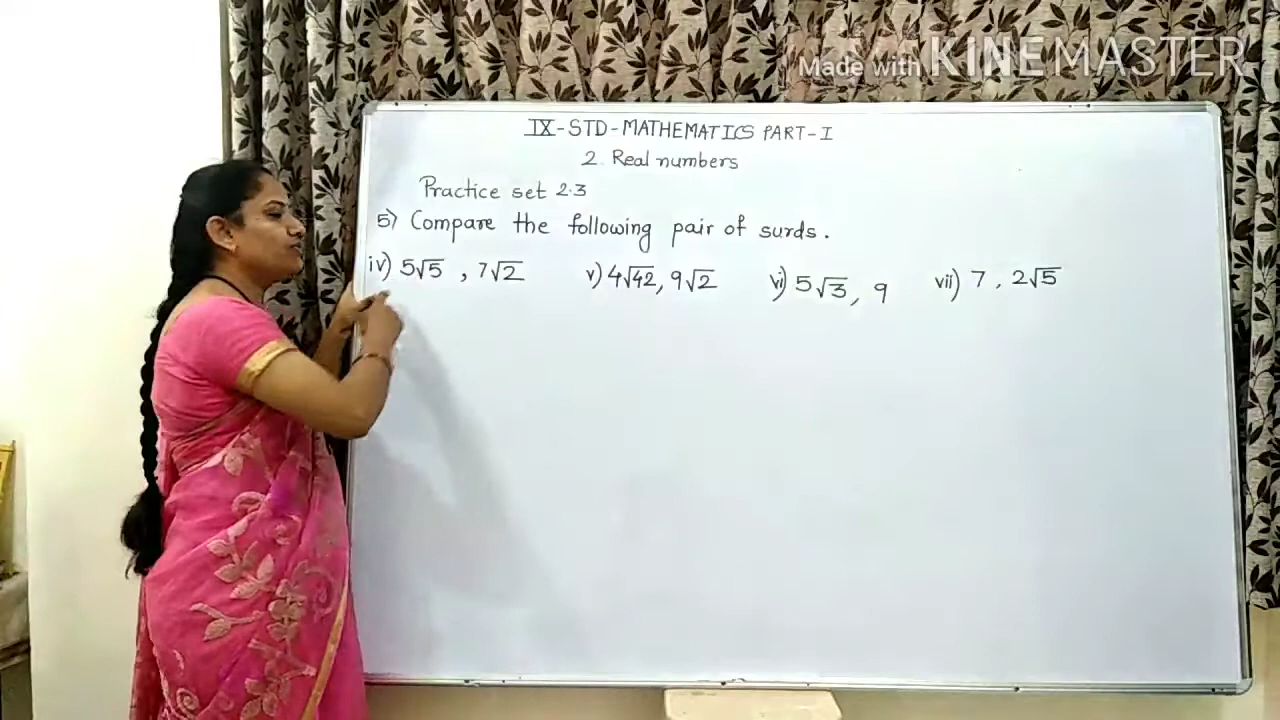 Made with KINEMASTER
IX-STD-MATHEMATICS PART-I
2. Real numbers
Practice set 2.3
5) Compare the following pair of surds.
iv) 5√5 , 7√2 v) 4√42, 9√2 vi) 5√3, 9 vii) 7, 2√5